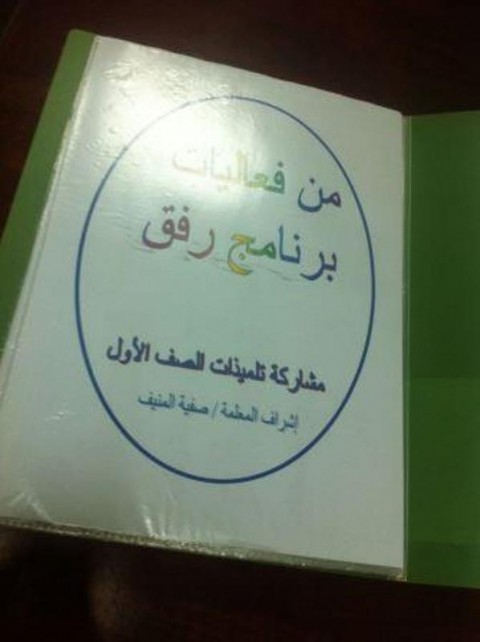 من فعاليات
برنامج رفق
مشاركة تلميذات الصف الأول
إشراف المعلمة / صفية المنيف